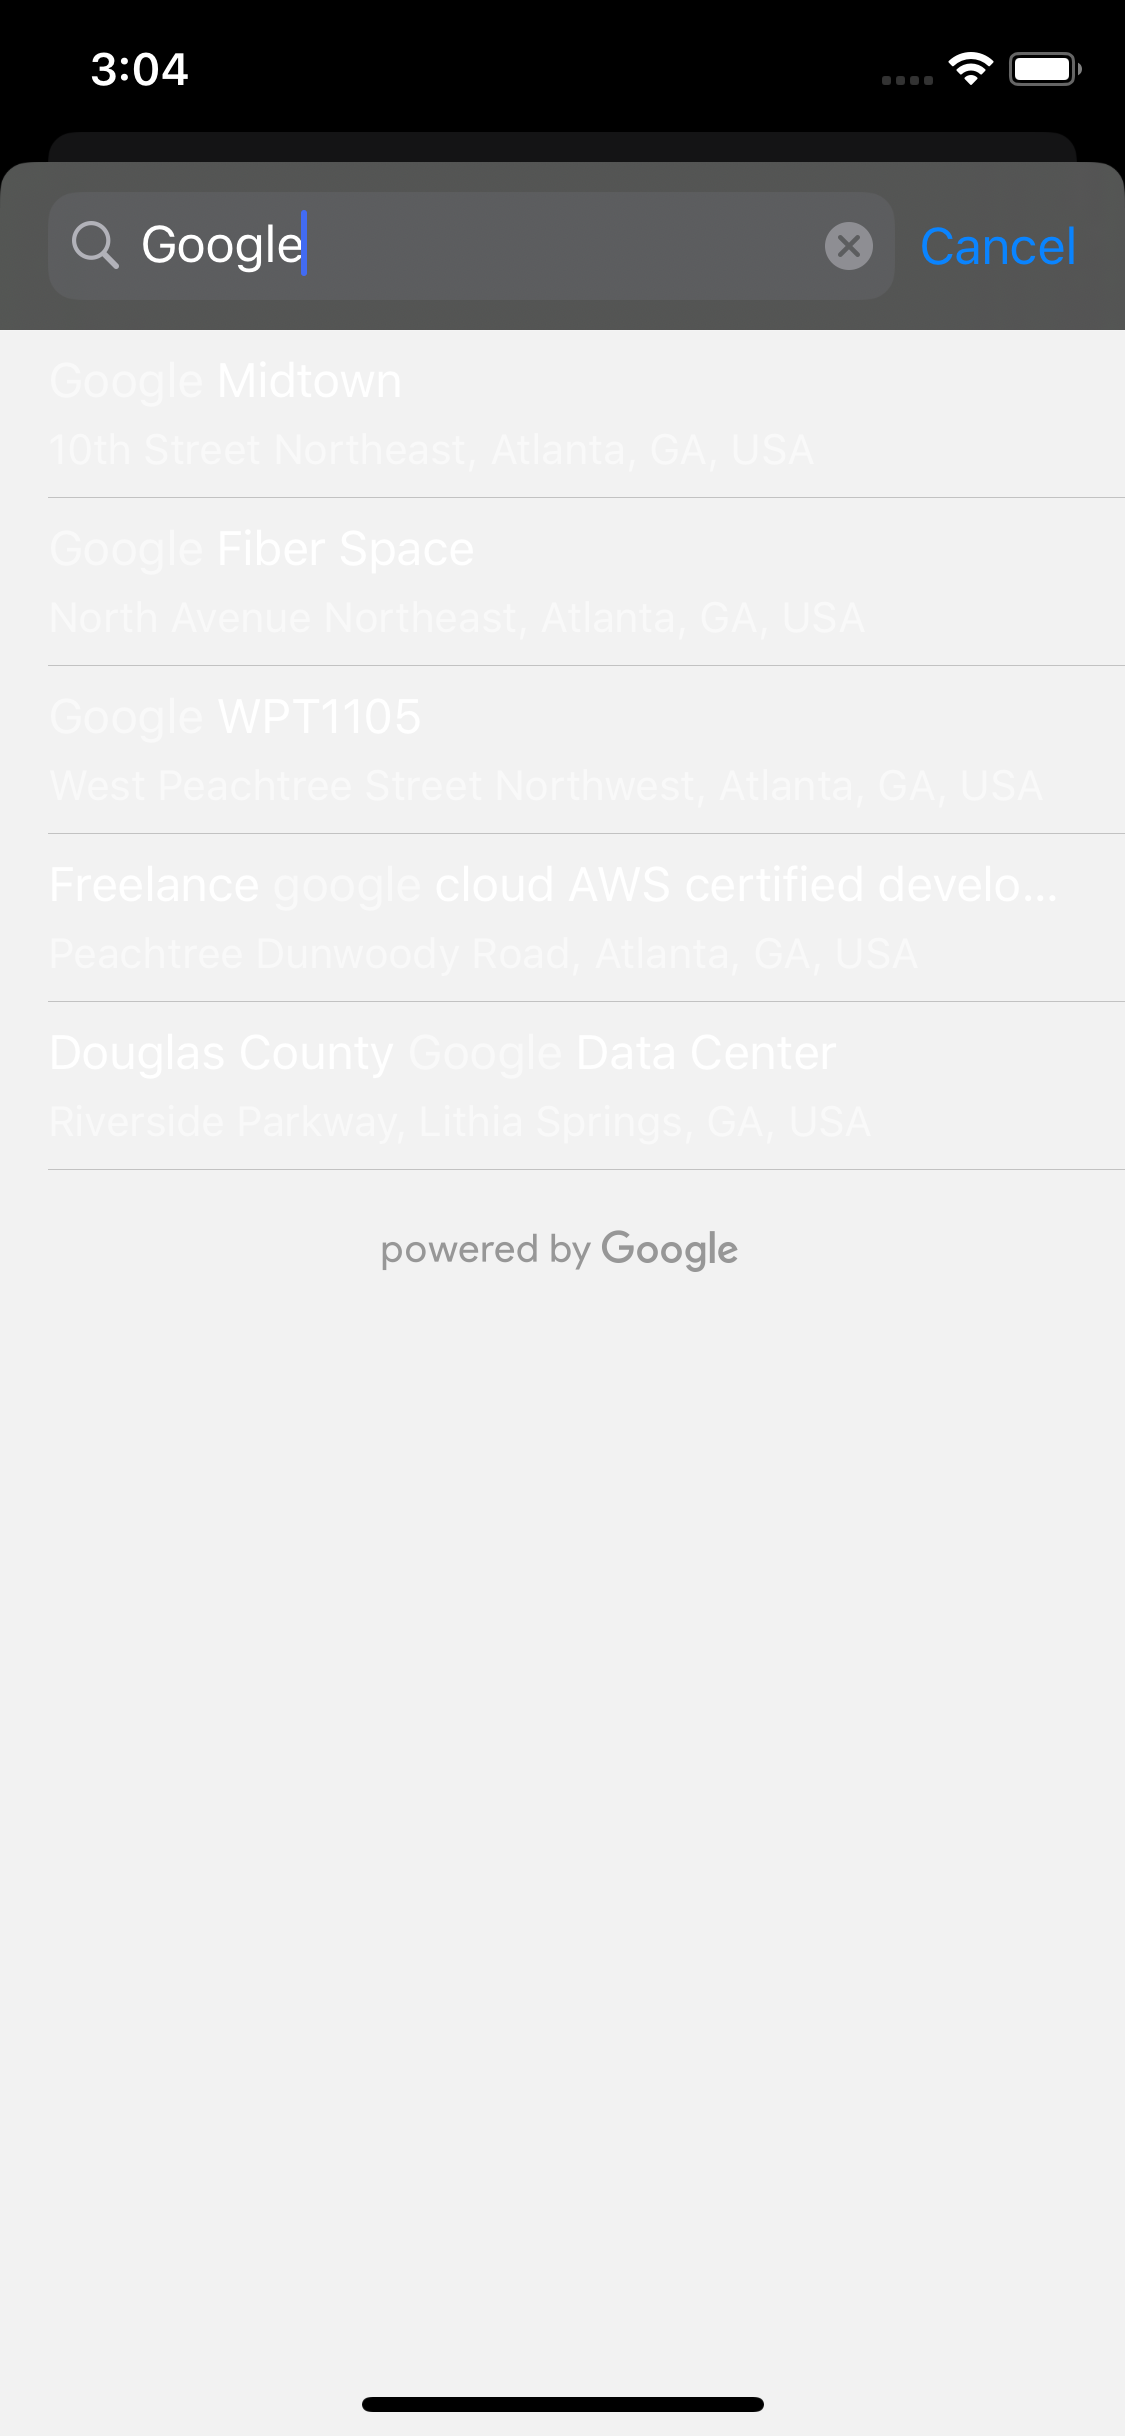 3:04
Google
Cancel
Google Midtown
10th Street Northeast, Atlanta, GA, USA
Google Fiber Space
North Avenue Northeast, Atlanta, GA, USA
Google WPT1105
West Peachtree Street Northwest, Atlanta, GA, USA
Freelance google cloud AWS certified develo...
Peachtree Dunwoody Road, Atlanta, GA, USA
Douglas County Google Data Center
Riverside Parkway, Lithia Springs, GA, USA
powered by Google